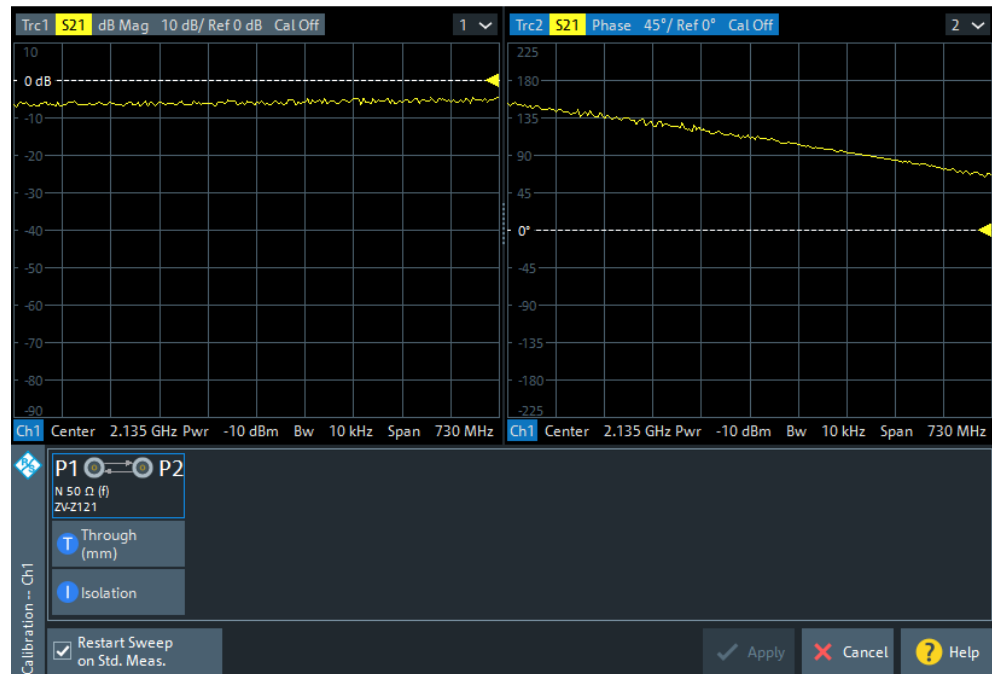 Trc1 S21 dB Mag 10 dB/ Ref 0 dB Cal Off 1
10
0 dB
-10
-20
-30
-40
-50
-60
-70
-80
-90
Ch1 Center 2.135 GHz Pwr -10 dBm Bw 10 kHz Span 730 MHz
Trc2 S21 Phase 45°/ Ref 0° Cal Off 2
225
180
135
90
45
0°
-45
-90
-135
-180
-225
Ch1 Center 2.135 GHz Pwr -10 dBm Bw 10 kHz Span 730 MHz
Calibration -- Ch1
P1 P2
N 50 Ω (f)
ZV-Z121
T Through
(mm)
I Isolation
Restart Sweep
on Std. Meas.
Apply
Cancel
? Help